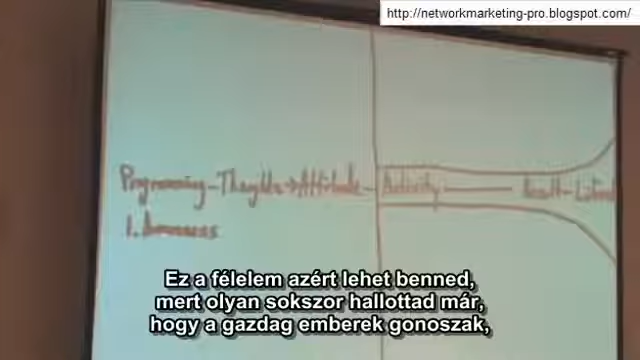 http://networkmarketing-pro.blogspot.com/
Programming - Thoughts → Attitude - Activity Result -
1. Awareness
Ez a félelem azért lehet benned,
mert olyan sokszor hallottad már,
hogy a gazdag emberek gonoszak,